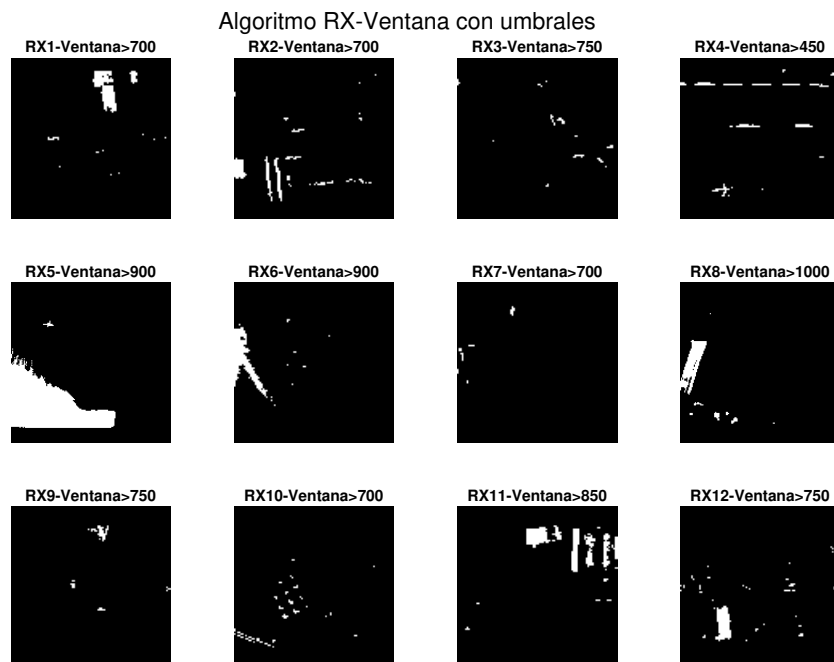 Algoritmo RX-Ventana con umbrales
RX1-Ventana>700
RX2-Ventana>700
RX3-Ventana>750
RX4-Ventana>450
RX5-Ventana>900
RX6-Ventana>900
RX7-Ventana>700
RX8-Ventana>1000
RX9-Ventana>750
RX10-Ventana>700
RX11-Ventana>850
RX12-Ventana>750